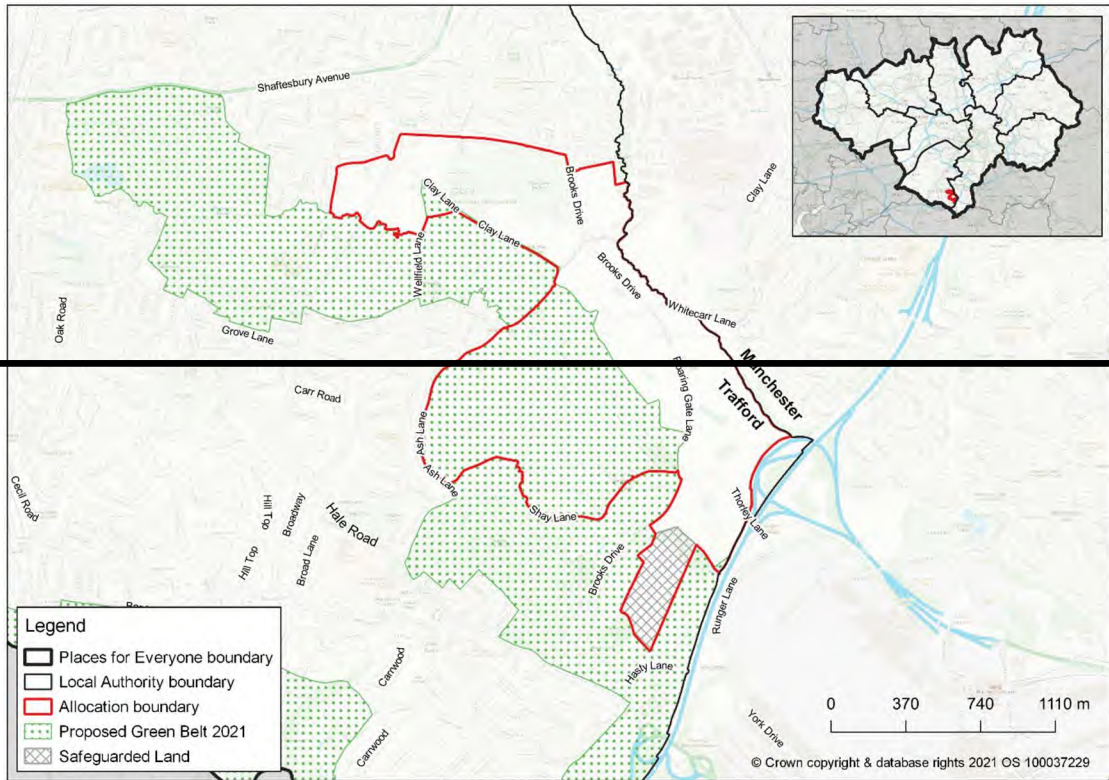 Shaftesbury Avenue
Clay Lane
Clay Lane
Brooks Drive
Clay Lane
Wellfield Lane
Brooks Drive
Whitecarr Lane
Oak Road
Grove Lane
Manchester
Trafford
Roaring Gate Lane
Carr Road
Ash Lane
Ash Lane
Cecil Road
Hill Top
Broadway
Hale Road
Shay Lane
Thorley Lane
Hill Top
Broad Lane
Brooks Drive
Runger Lane
Hasty Lane
Carrwood
Carrwood
York Drive
Legend
Places for Everyone boundary
Local Authority boundary
Allocation boundary
Proposed Green Belt 2021
Safeguarded Land
0 370 740 1110 m
© Crown copyright & database rights 2021 OS 100037229